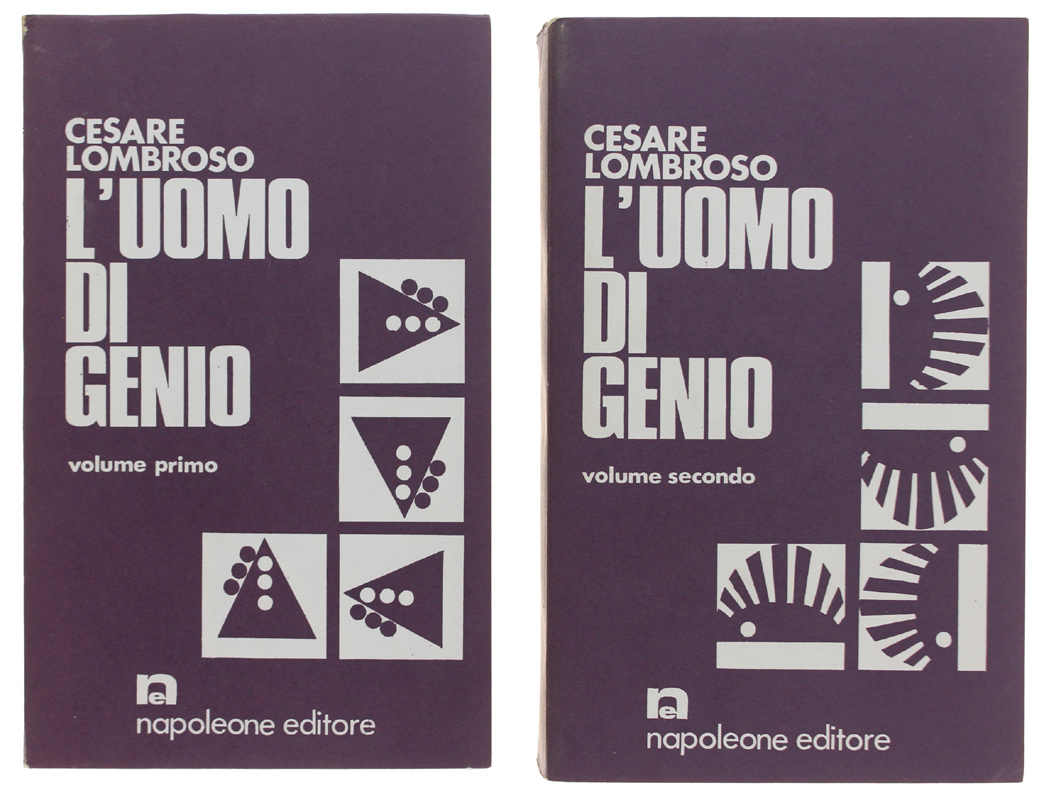 CESARE
LOMBROSO
L'UOMO
DI
GENIO
volume primo
ne
napoleone editore
CESARE
LOMBROSO
L'UOMO
DI
GENIO
volume secondo
ne
napoleone editore